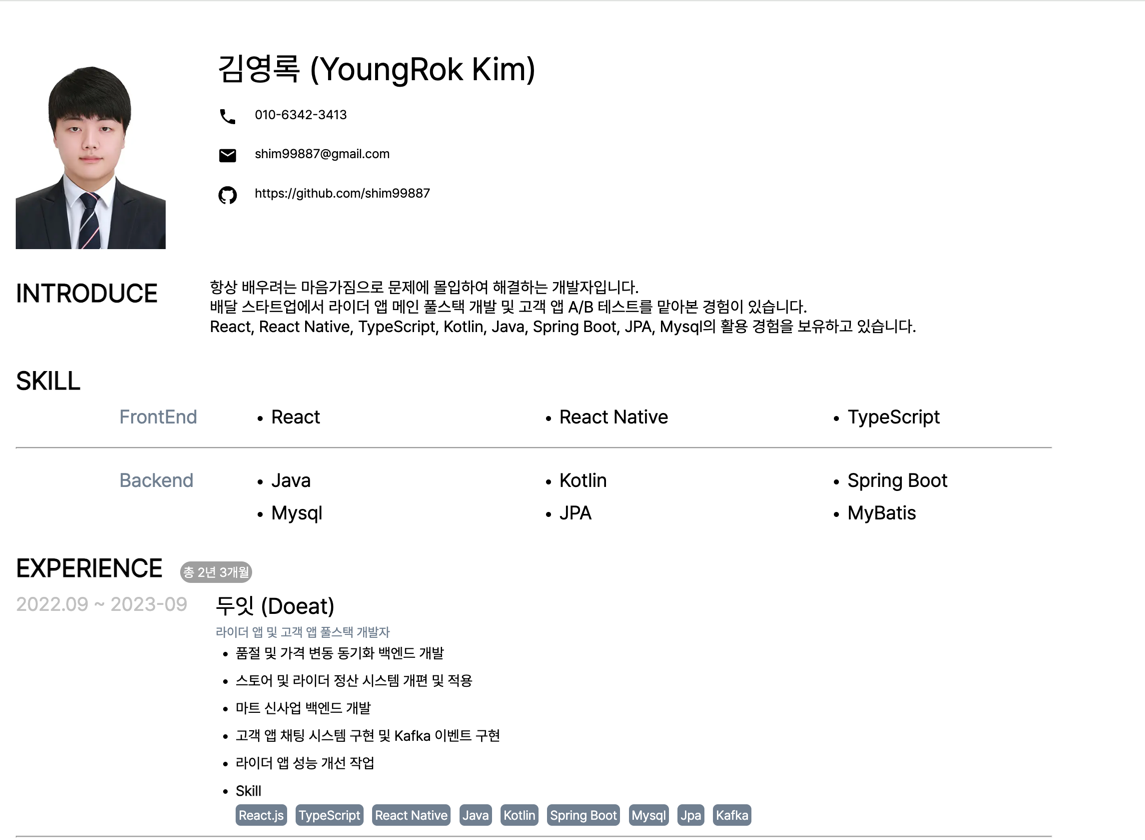 김영록 (YoungRok Kim)
010-6342-3413
shim99887@gmail.com
https://github.com/shim99887
INTRODUCE
항상 배우려는 마음가짐으로 문제에 몰입하여 해결하는 개발자입니다.
배달 스타트업에서 라이더 앱 메인 풀스택 개발 및 고객 앱 A/B 테스트를 맡아본 경험이 있습니다.
React, React Native, TypeScript, Kotlin, Java, Spring Boot, JPA, Mysql의 활용 경험을 보유하고 있습니다.
SKILL
FrontEnd • React • React Native • TypeScript
Backend • Java • Kotlin • Spring Boot
• Mysql • JPA • MyBatis
EXPERIENCE 총 2년 3개월
2022.09 ~ 2023-09 두잇 (Doeat)
라이더 앱 및 고객 앱 풀스택 개발자
• 품절 및 가격 변동 동기화 백엔드 개발
• 스토어 및 라이더 정산 시스템 개편 및 적용
• 마트 신사업 백엔드 개발
• 고객 앱 채팅 시스템 구현 및 Kafka 이벤트 구현
• 라이더 앱 성능 개선 작업
• Skill
React.js TypeScript React Native Java Kotlin Spring Boot Mysql Jpa Kafka